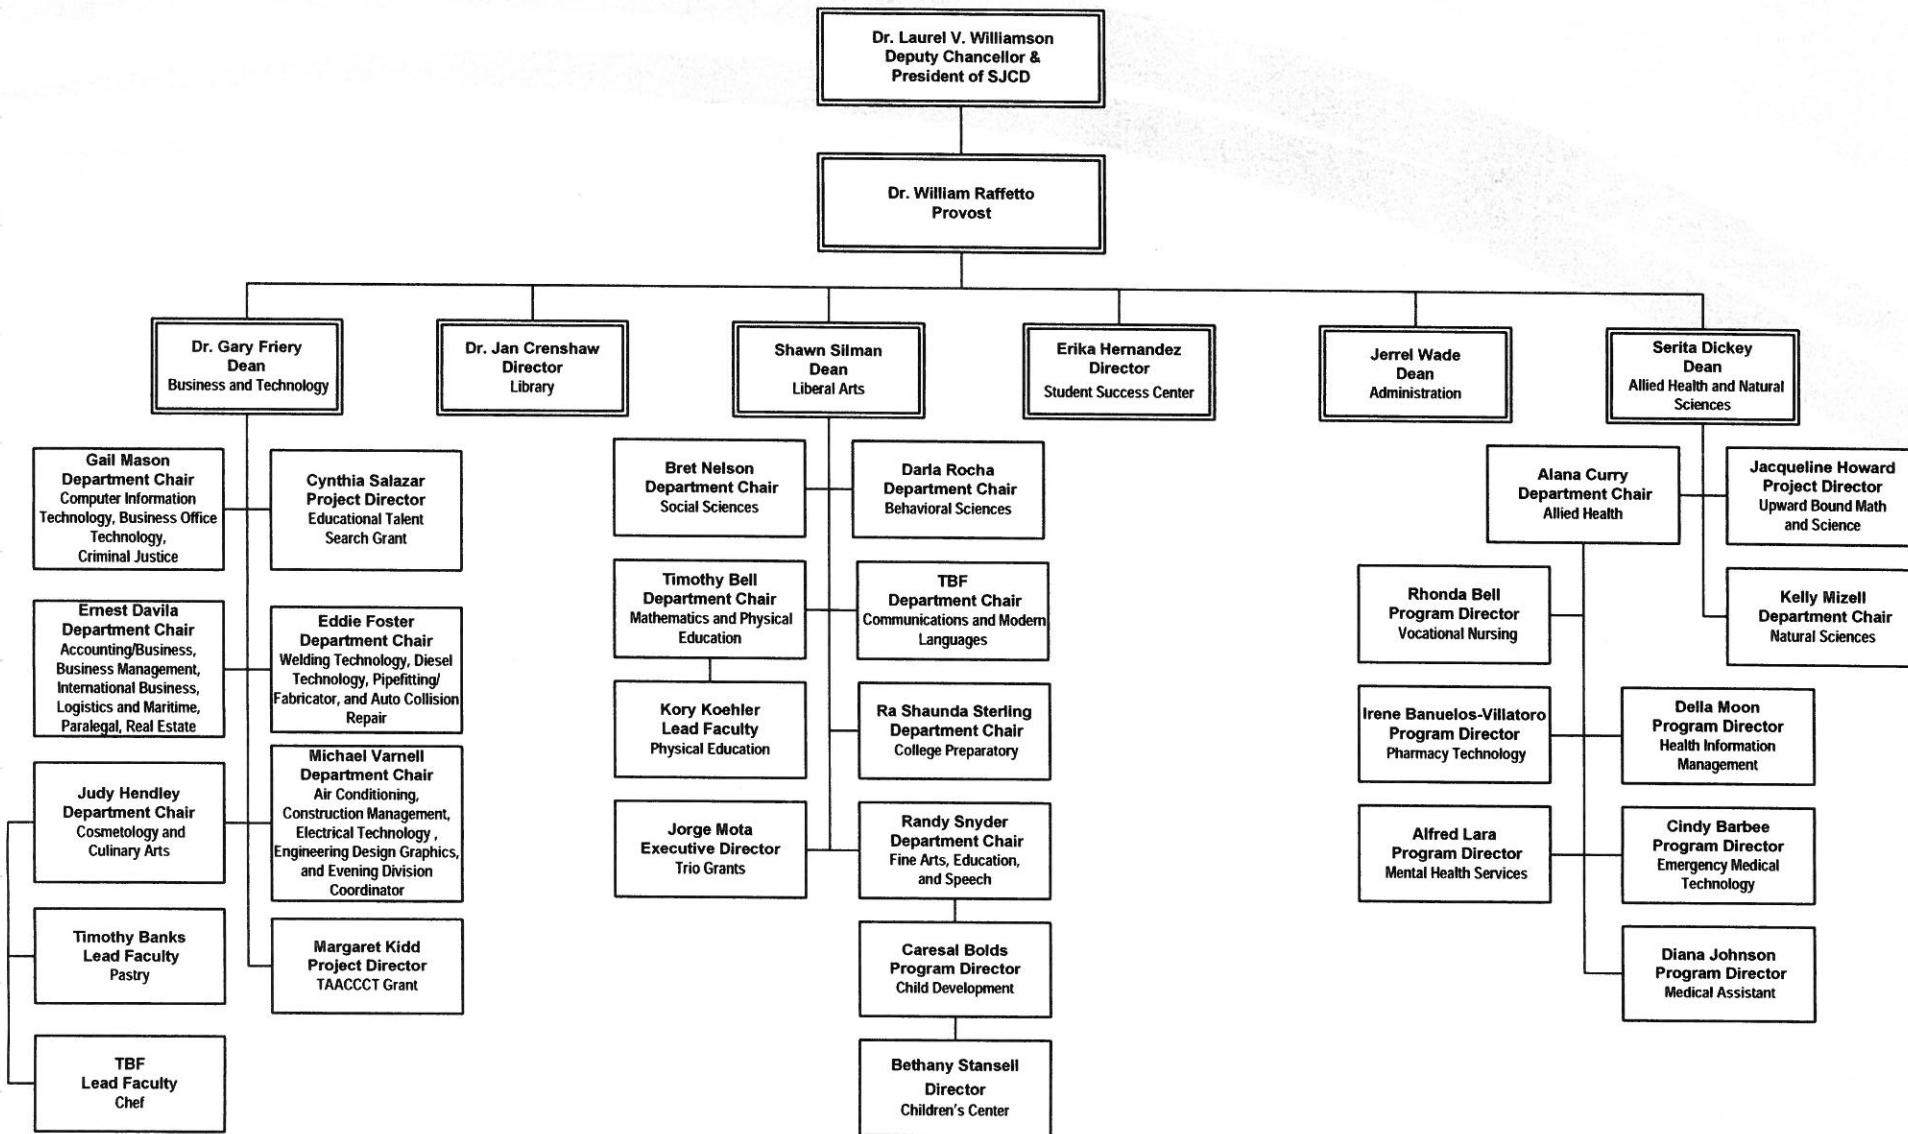 Dr. Laurel V. Williamson
Deputy Chancellor &
President of SJCD
Dr. William Raffetto
Provost
Dr. Gary Friery
Dean
Business and Technology
Dr. Jan Crenshaw
Director
Library
Shawn Silman
Dean
Liberal Arts
Erika Hernandez
Director
Student Success Center
Jerrel Wade
Dean
Administration
Serita Dickey
Dean
Allied Health and Natural
Sciences
Gail Mason
Department Chair
Computer Information
Technology, Business Office
Technology,
Criminal Justice
Cynthia Salazar
Project Director
Educational Talent
Search Grant
Ernest Davila
Department Chair
Accounting/Business,
Business Management,
International Business,
Logistics and Maritime,
Paralegal, Real Estate
Eddie Foster
Department Chair
Welding Technology, Diesel
Technology, Pipefitting/
Fabricator, and Auto Collision
Repair
Judy Hendley
Department Chair
Cosmetology and
Culinary Arts
Michael Varnell
Department Chair
Air Conditioning,
Construction Management,
Electrical Technology ,
Engineering Design Graphics,
and Evening Division
Coordinator
Timothy Banks
Lead Faculty
Pastry
Margaret Kidd
Project Director
TAACCCT Grant
TBF
Lead Faculty
Chef
Bret Nelson
Department Chair
Social Sciences
Darla Rocha
Department Chair
Behavioral Sciences
Timothy Bell
Department Chair
Mathematics and Physical
Education
TBF
Department Chair
Communications and Modern
Languages
Kory Koehler
Lead Faculty
Physical Education
Ra Shaunda Sterling
Department Chair
College Preparatory
Jorge Mota
Executive Director
Trio Grants
Randy Snyder
Department Chair
Fine Arts, Education,
and Speech
Caresal Bolds
Program Director
Child Development
Bethany Stansell
Director
Children's Center
Alana Curry
Department Chair
Allied Health
Jacqueline Howard
Project Director
Upward Bound Math
and Science
Rhonda Bell
Program Director
Vocational Nursing
Kelly Mizell
Department Chair
Natural Sciences
Irene Banuelos-Villatoro
Program Director
Pharmacy Technology
Della Moon
Program Director
Health Information
Management
Alfred Lara
Program Director
Mental Health Services
Cindy Barbee
Program Director
Emergency Medical
Technology
Diana Johnson
Program Director
Medical Assistant